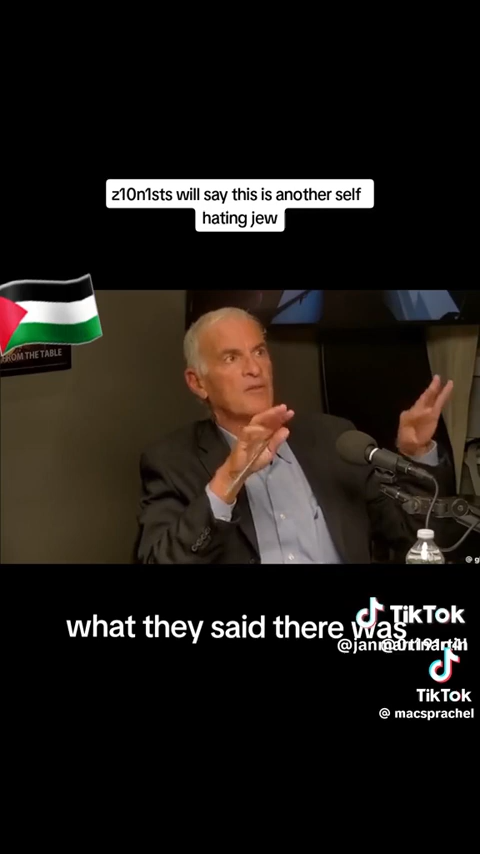 z10n1sts will say this is another self
hating jew
FROM THE TABLE
what they said there was
TikTok
TikTok
@ macsprachel